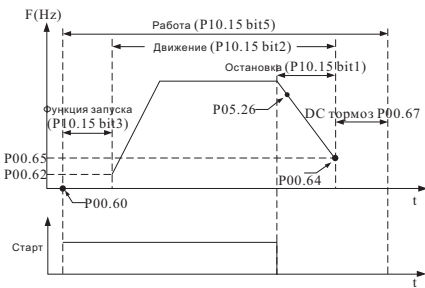 F(Hz)
Работа (P10.15 bit5)
Движение (P10.15 bit2)
Остановка (P10.15 bit1)
Функция запуска
(P10.15 bit3)
P05.26
DC тормоз P00.67
P00.65
P00.62
P00.64
P00.60
t
Старт
t